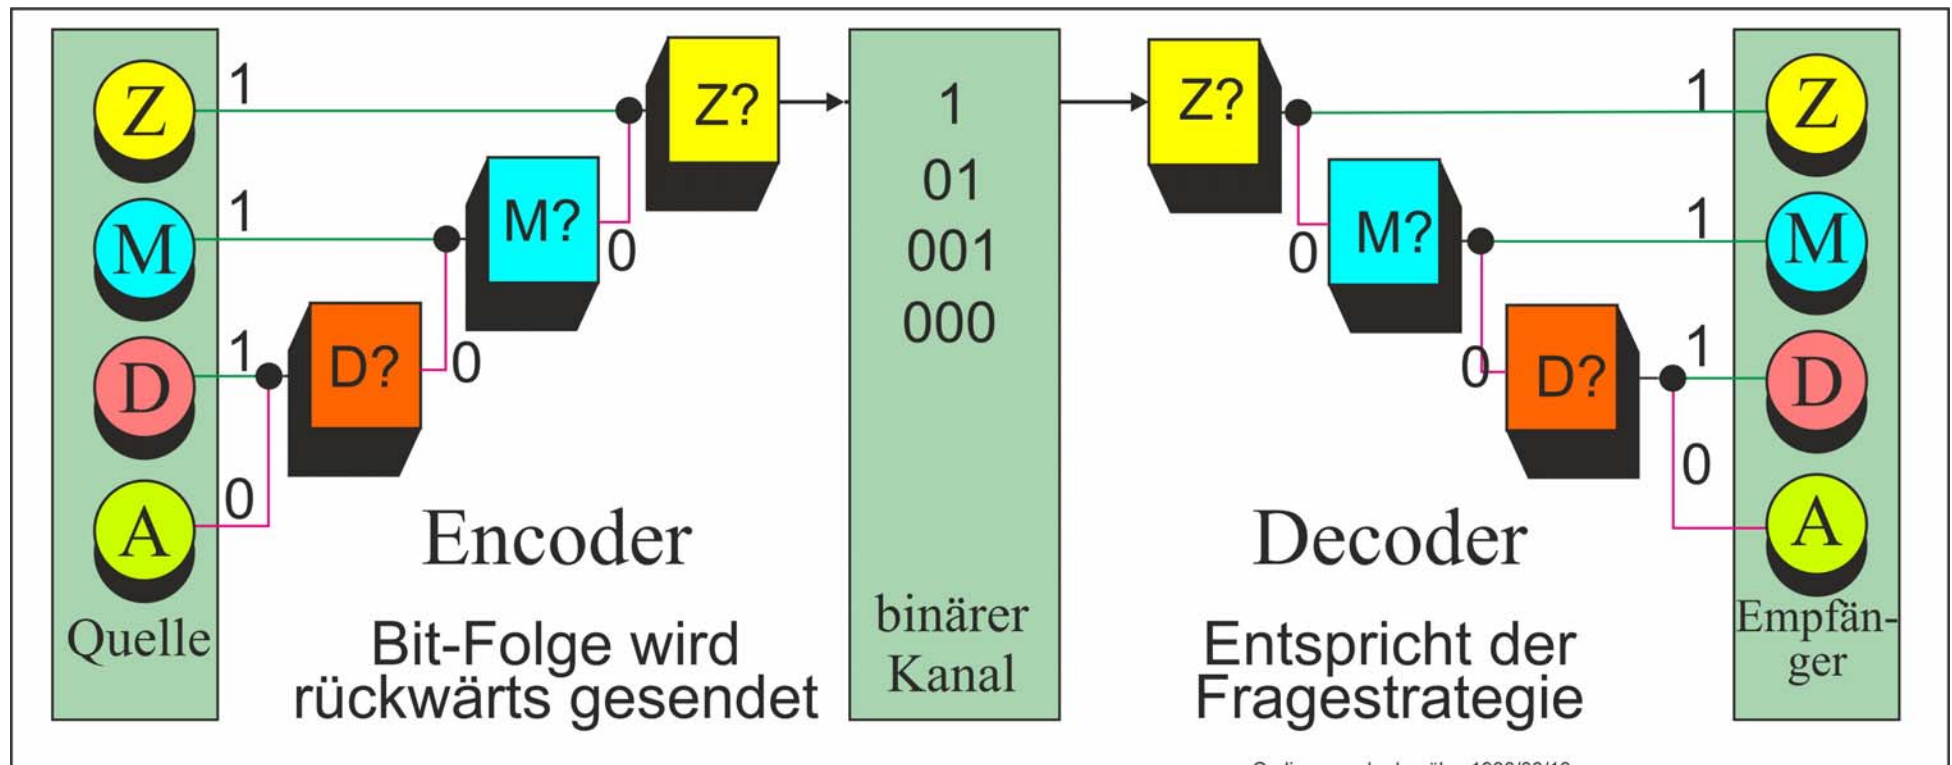 Z
1
Z?
1
Z?
1
Z
M
1
M?
0
01
0
M?
1
M
D
1
D?
0
001
0
D?
1
D
A
0
000
0
A
Encoder
Decoder
Quelle
Bit-Folge wird
rückwärts gesendet
binärer
Kanal
Entspricht der
Fragestrategie
Empfän-
ger